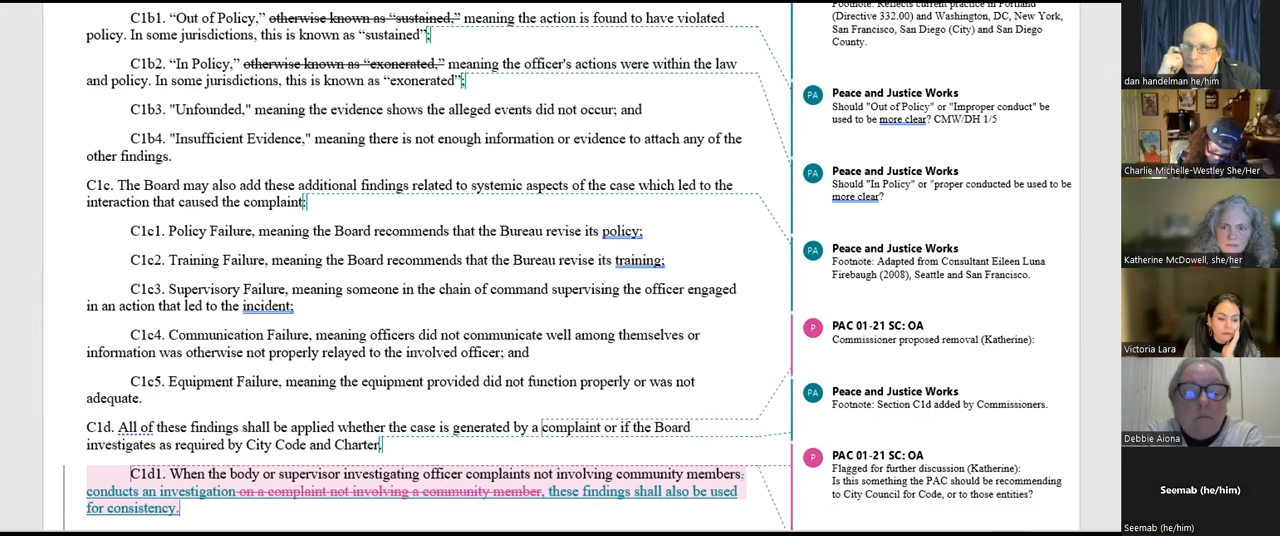 C1b1. “Out of Policy,” otherwise known as “sustained,” meaning the action is found to have violated
policy. In some jurisdictions, this is known as “sustained”;
C1b2. “In Policy,” otherwise known as “exonerated,” meaning the officer's actions were within the law
and policy. In some jurisdictions, this is known as “exonerated”;
C1b3. "Unfounded," meaning the evidence shows the alleged events did not occur; and
C1b4. "Insufficient Evidence," meaning there is not enough information or evidence to attach any of the
other findings.
C1c. The Board may also add these additional findings related to systemic aspects of the case which led to the
interaction that caused the complaint:
C1c1. Policy Failure, meaning the Board recommends that the Bureau revise its policy;
C1c2. Training Failure, meaning the Board recommends that the Bureau revise its training;
C1c3. Supervisory Failure, meaning someone in the chain of command supervising the officer engaged
in an action that led to the incident;
C1c4. Communication Failure, meaning officers did not communicate well among themselves or
information was otherwise not properly relayed to the involved officer; and
C1c5. Equipment Failure, meaning the equipment provided did not function properly or was not
adequate.
C1d. All of these findings shall be applied whether the case is generated by a complaint or if the Board
investigates as required by City Code and Charter.
C1d1. When the body or supervisor investigating officer complaints not involving community members,
conducts an investigation on a complaint not involving a community member, these findings shall also be used
for consistency.
Footnote: Reflects current practice in Portland
(Directive 332.00) and Washington, DC, New York,
San Francisco, San Diego (City) and San Diego
County.
PA
Peace and Justice Works
Should "Out of Policy" or "Improper conduct" be
used to be more clear? CMW/DH 1/5
PA
Peace and Justice Works
Should "In Policy" or "proper conducted be used to be
more clear?
PA
Peace and Justice Works
Footnote: Adapted from Consultant Eileen Luna
Firebaugh (2008), Seattle and San Francisco.
P
PAC 01-21 SC: OA
Commissioner proposed removal (Katherine):
PA
Peace and Justice Works
Footnote: Section C1d added by Commissioners.
P
PAC 01-21 SC: OA
Flagged for further discussion (Katherine):
Is this something the PAC should be recommending
to City Council for Code, or to those entities?
dan handelman he/him
Charlie Michelle-Westley She/Her
Katherine McDowell, she/her
Victoria Lara
Debbie Aiona
Seemab (he/him)
Seemab (he/him)